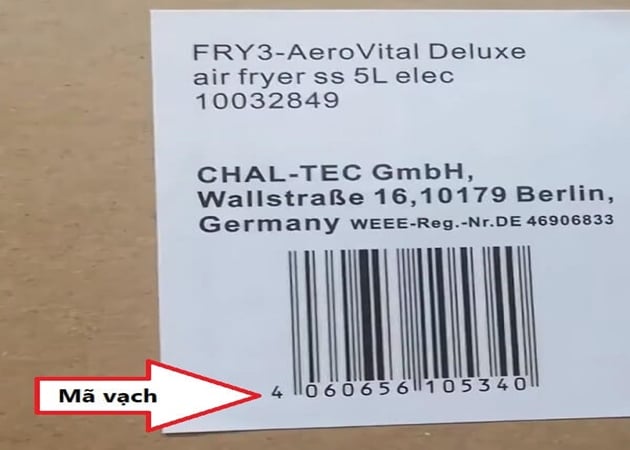 FRY3-AeroVital Deluxe
air fryer ss 5L elec
10032849
CHAL-TEC GmbH,
Wallstraße 16,10179 Berlin,
Germany WEEE-Reg.-Nr.DE 46906833
Mã vạch
4 060656 105340